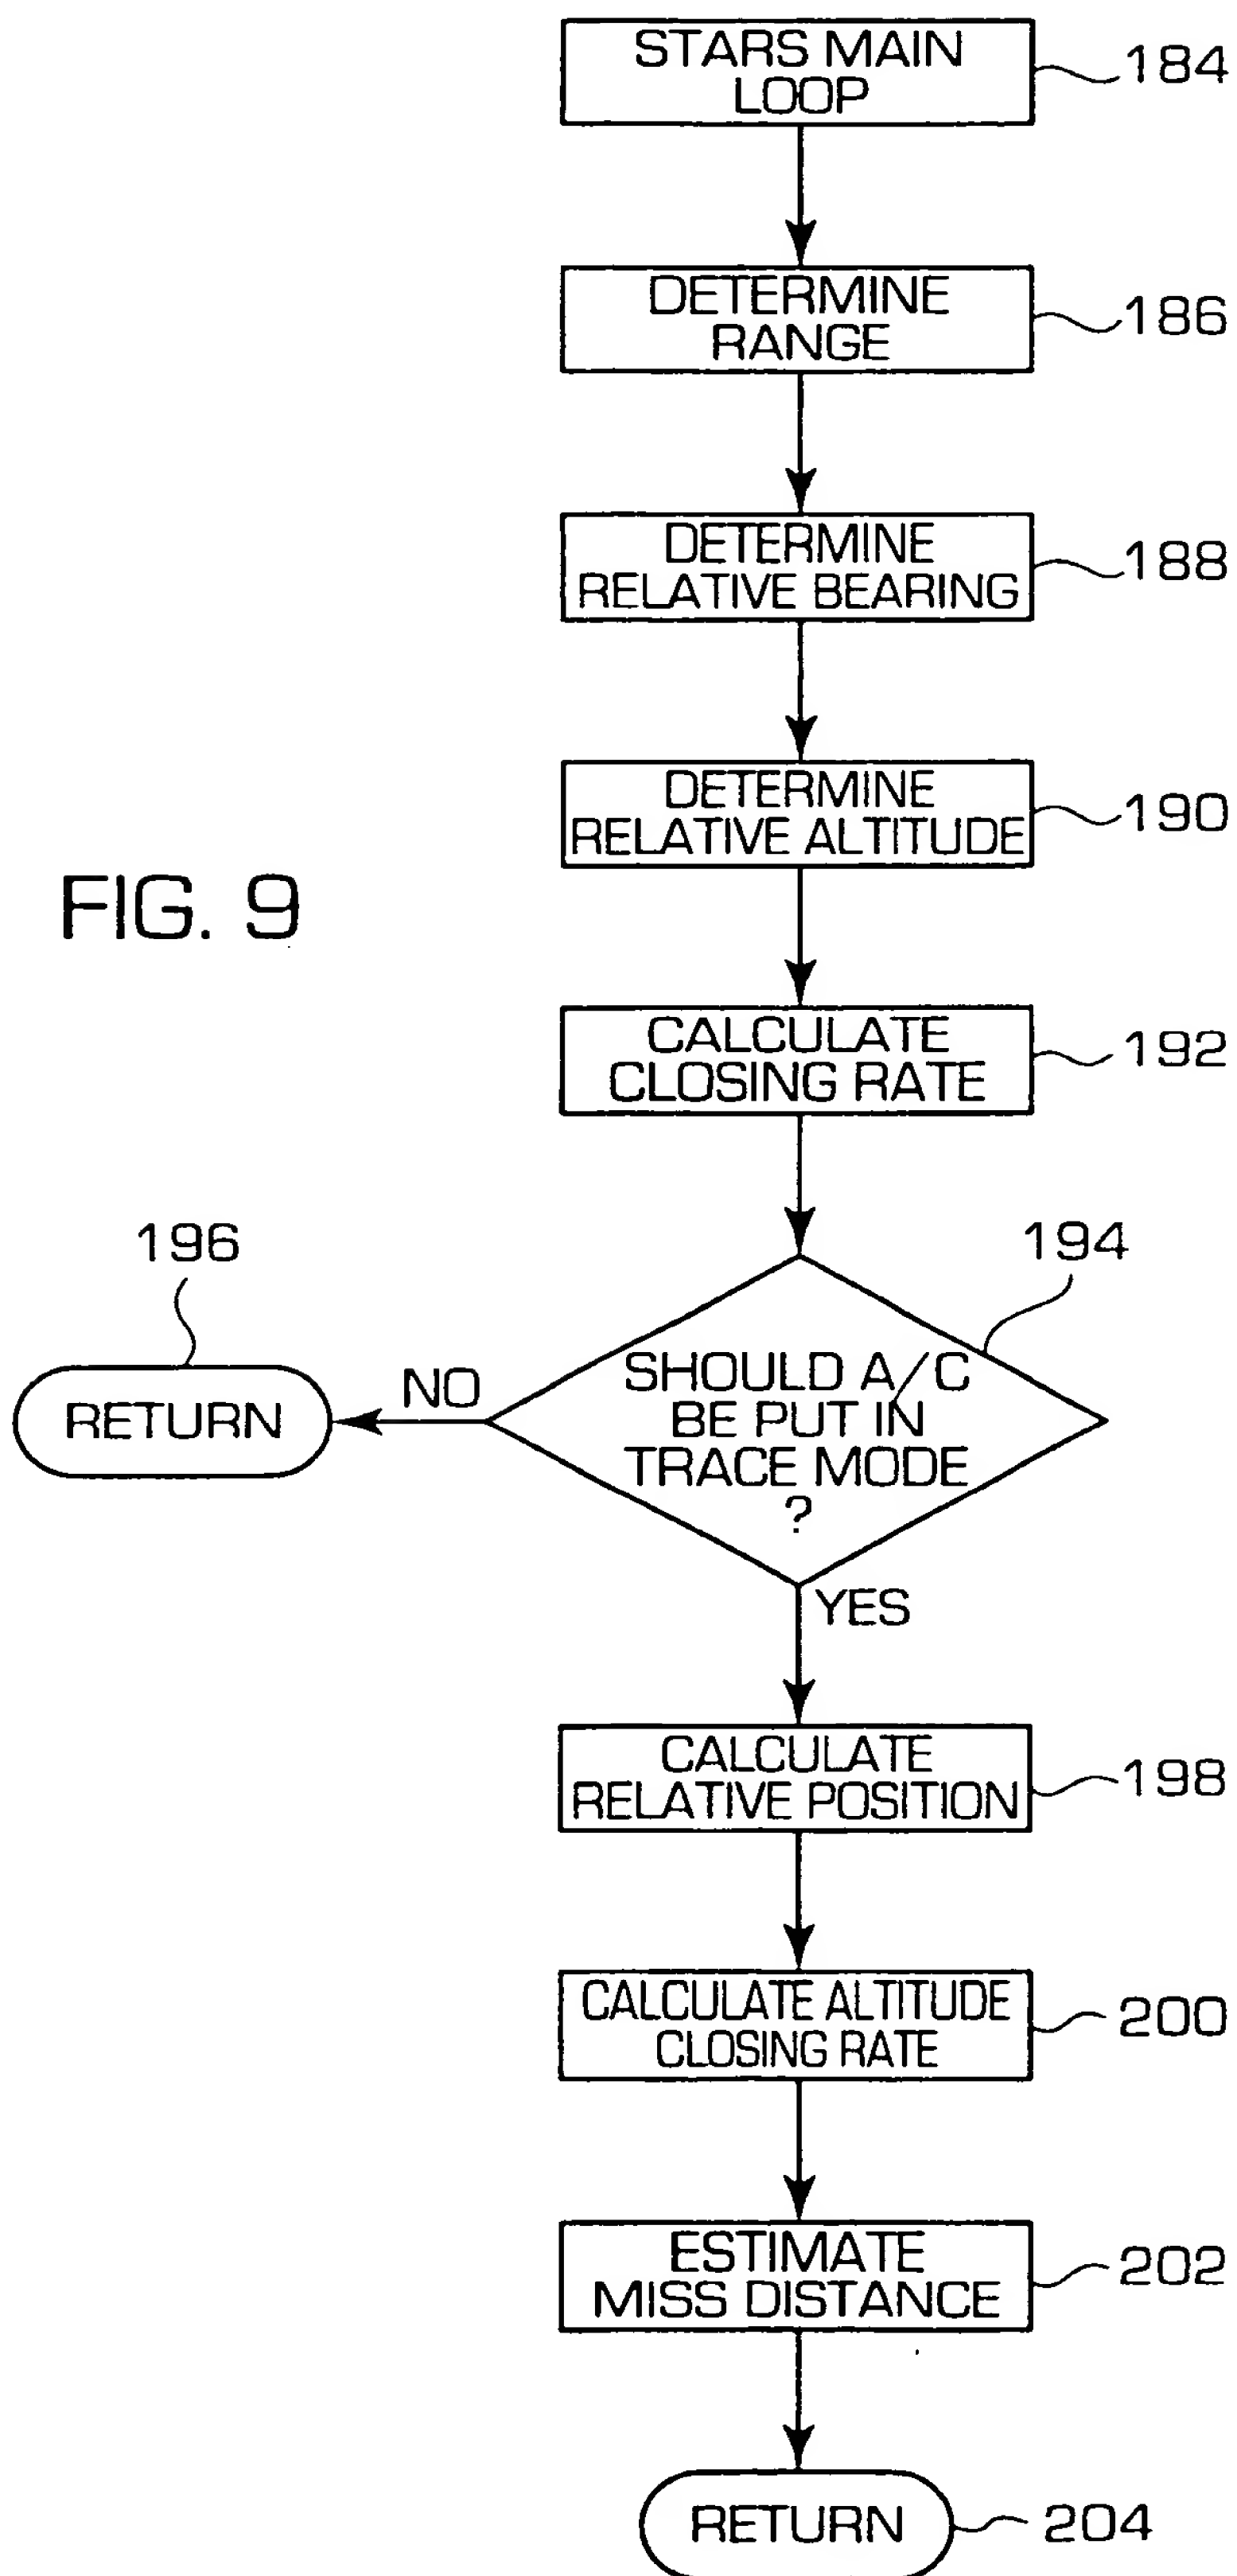 STARS MAIN
LOOP
184
DETERMINE
RANGE
186
DETERMINE
RELATIVE BEARING
188
DETERMINE
RELATIVE ALTITUDE
190
FIG. 9
CALCULATE
CLOSING RATE
192
196
194
RETURN
NO
SHOULD A/C
BE PUT IN
TRACE MODE
?
YES
CALCULATE
RELATIVE POSITION
198
CALCULATE ALTITUDE
CLOSING RATE
200
ESTIMATE
MISS DISTANCE
202
RETURN
204